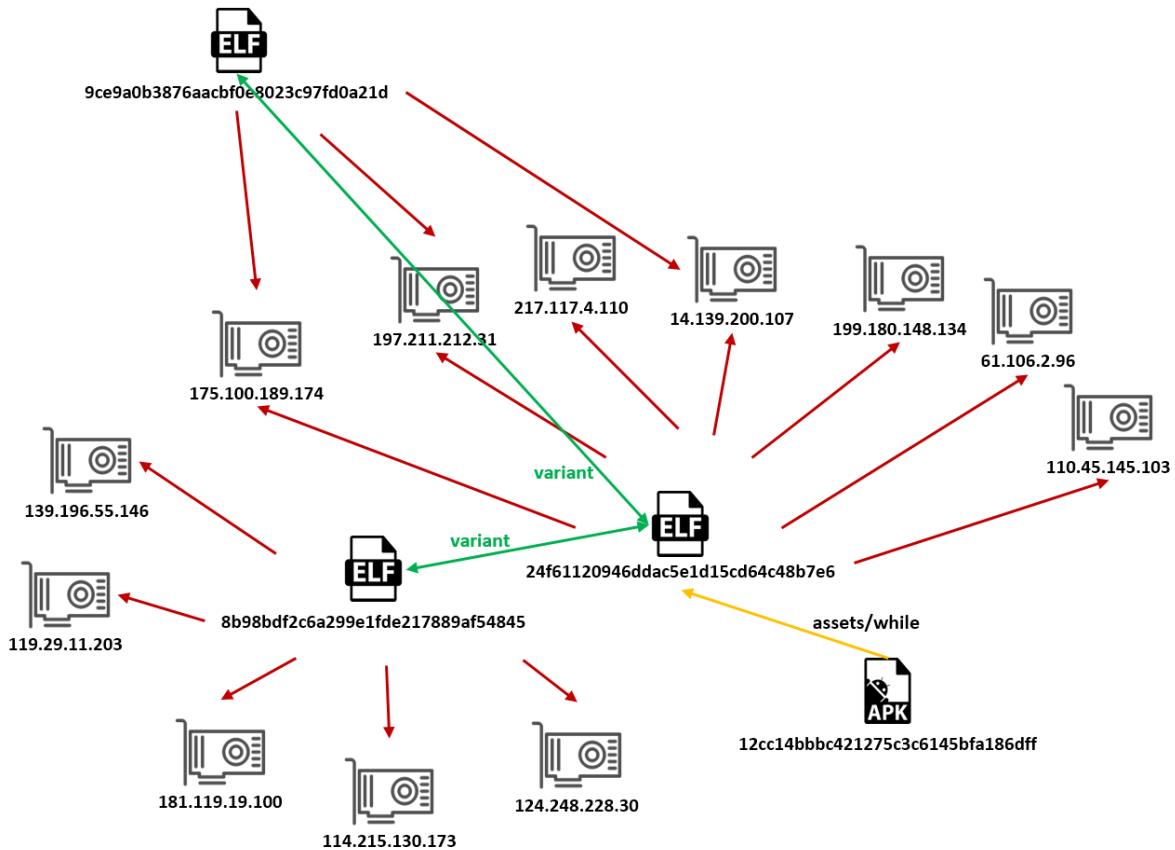 ELF
9ce9a0b3876aacbf0e8023c97fd0a21d
217.117.4.110
14.139.200.107
199.180.148.134
197.211.212.31
61.106.2.96
175.100.189.174
110.45.145.103
variant
139.196.55.146
ELF
variant
ELF
24f61120946ddac5e1d15cd64c48b7e6
8b98bdf2c6a299e1fde217889af54845
assets/while
119.29.11.203
APK
12cc14bbbc421275c3c6145bfa186dff
181.119.19.100
124.248.228.30
114.215.130.173